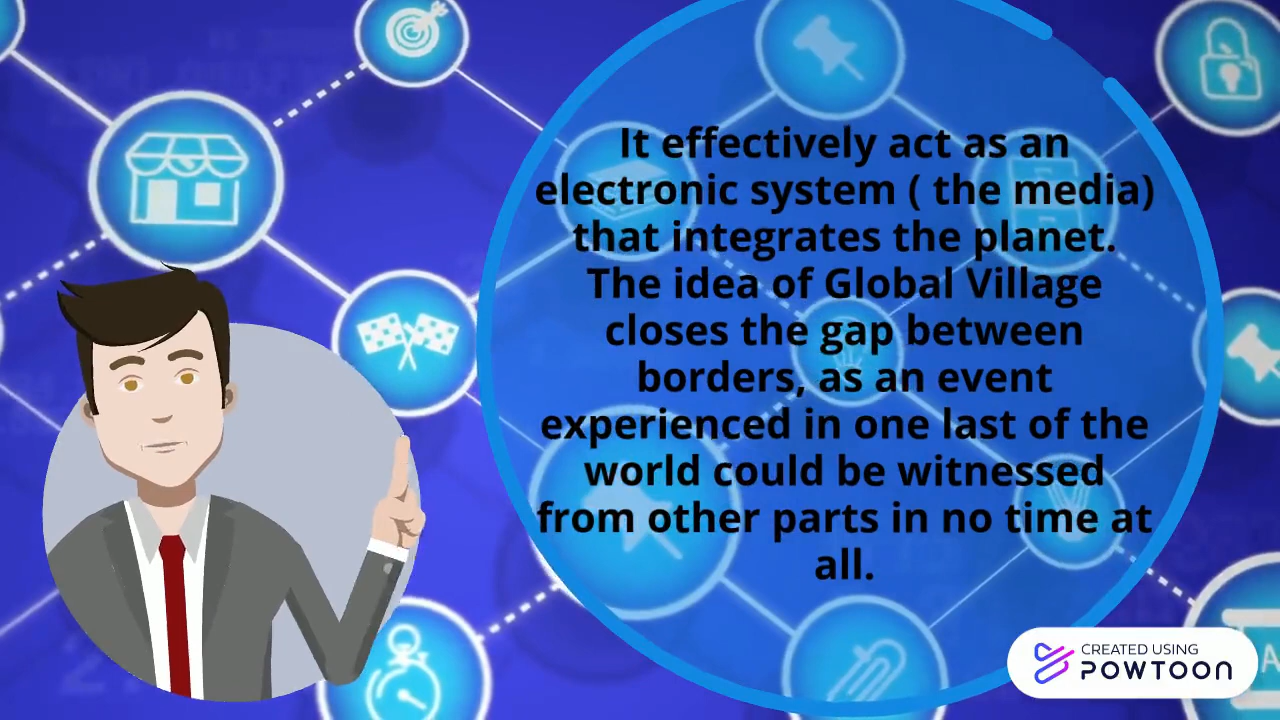 It effectively act as an
electronic system ( the media)
that integrates the planet.
The idea of Global Village
closes the gap between
borders, as an event
experienced in one last of the
world could be witnessed
from other parts in no time at
all.
CREATED USING
POWTOON